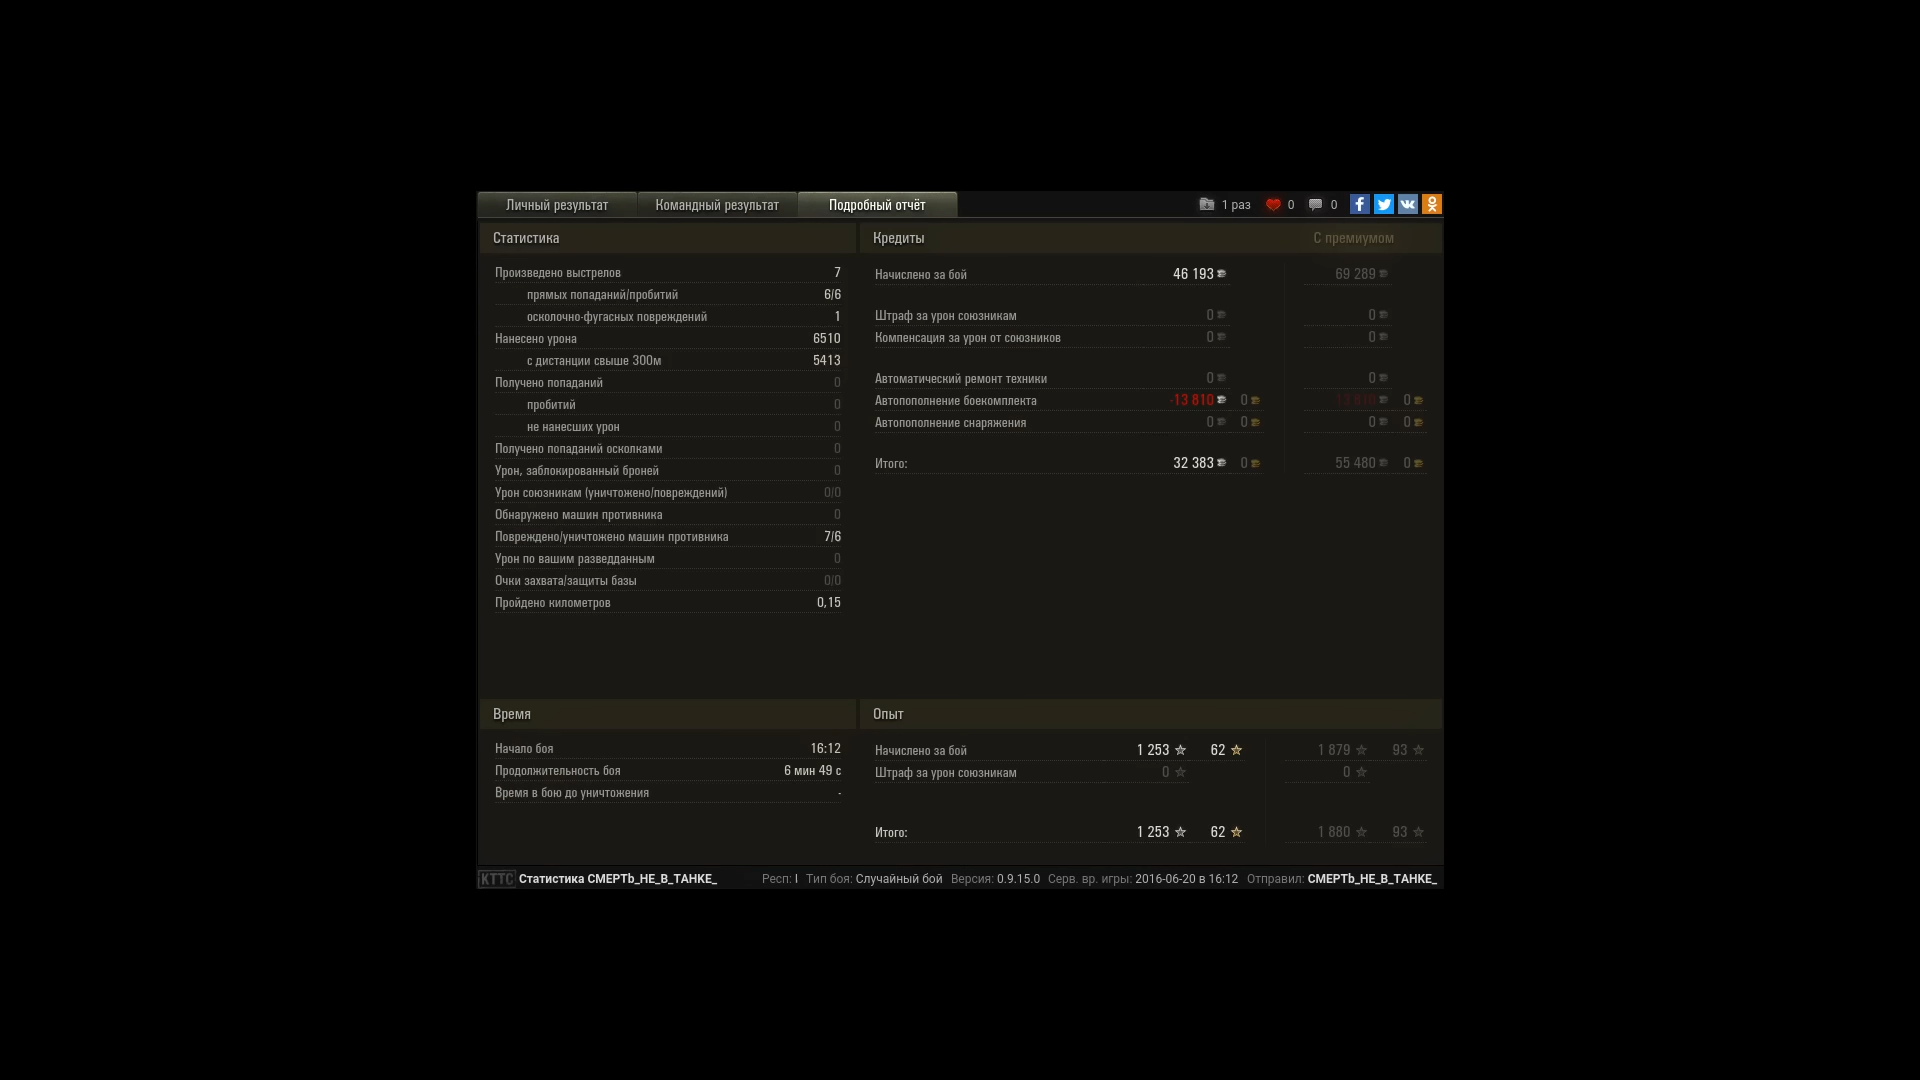 Личный результат Командный результат Подробный отчёт 1 раз 0 0
Статистика
Произведено выстрелов 7
прямых попаданий/пробитий 6/6
осколочно-фугасных повреждений 1
Нанесено урона 6510
с дистанции свыше 300м 5413
Получено попаданий 0
пробитий 0
не нанесших урон 0
Получено попаданий осколками 0
Урон, заблокированный броней 0
Урон союзникам (уничтожено/повреждений) 0/0
Обнаружено машин противника 0
Повреждено/уничтожено машин противника 7/6
Урон по вашим разведданным 0
Очки захвата/защиты базы 0/0
Пройдено километров 0,15
Кредиты С премиумом
Начислено за бой 46 193 69 289
Штраф за урон союзникам 0 0
Компенсация за урон от союзников 0 0
Автоматический ремонт техники 0 0
Автопополнение боекомплекта -13 810 0 -13 810 0
Автопополнение снаряжения 0 0 0 0
Итого: 32 383 0 55 480 0
Время
Начало боя 16:12
Продолжительность боя 6 мин 49 с
Время в бою до уничтожения -
Опыт
Начислено за бой 1 253 62 1 879 93
Штраф за урон союзникам 0 0
Итого: 1 253 62 1 880 93
КТТС Статистика CMEPTb_HE_B_TAHKE_ Респ: I Тип боя: Случайный бой Версия: 0.9.15.0 Серв. вр. игры: 2016-06-20 в 16:12 Отправил: CMEPTb_HE_B_TAHKE_